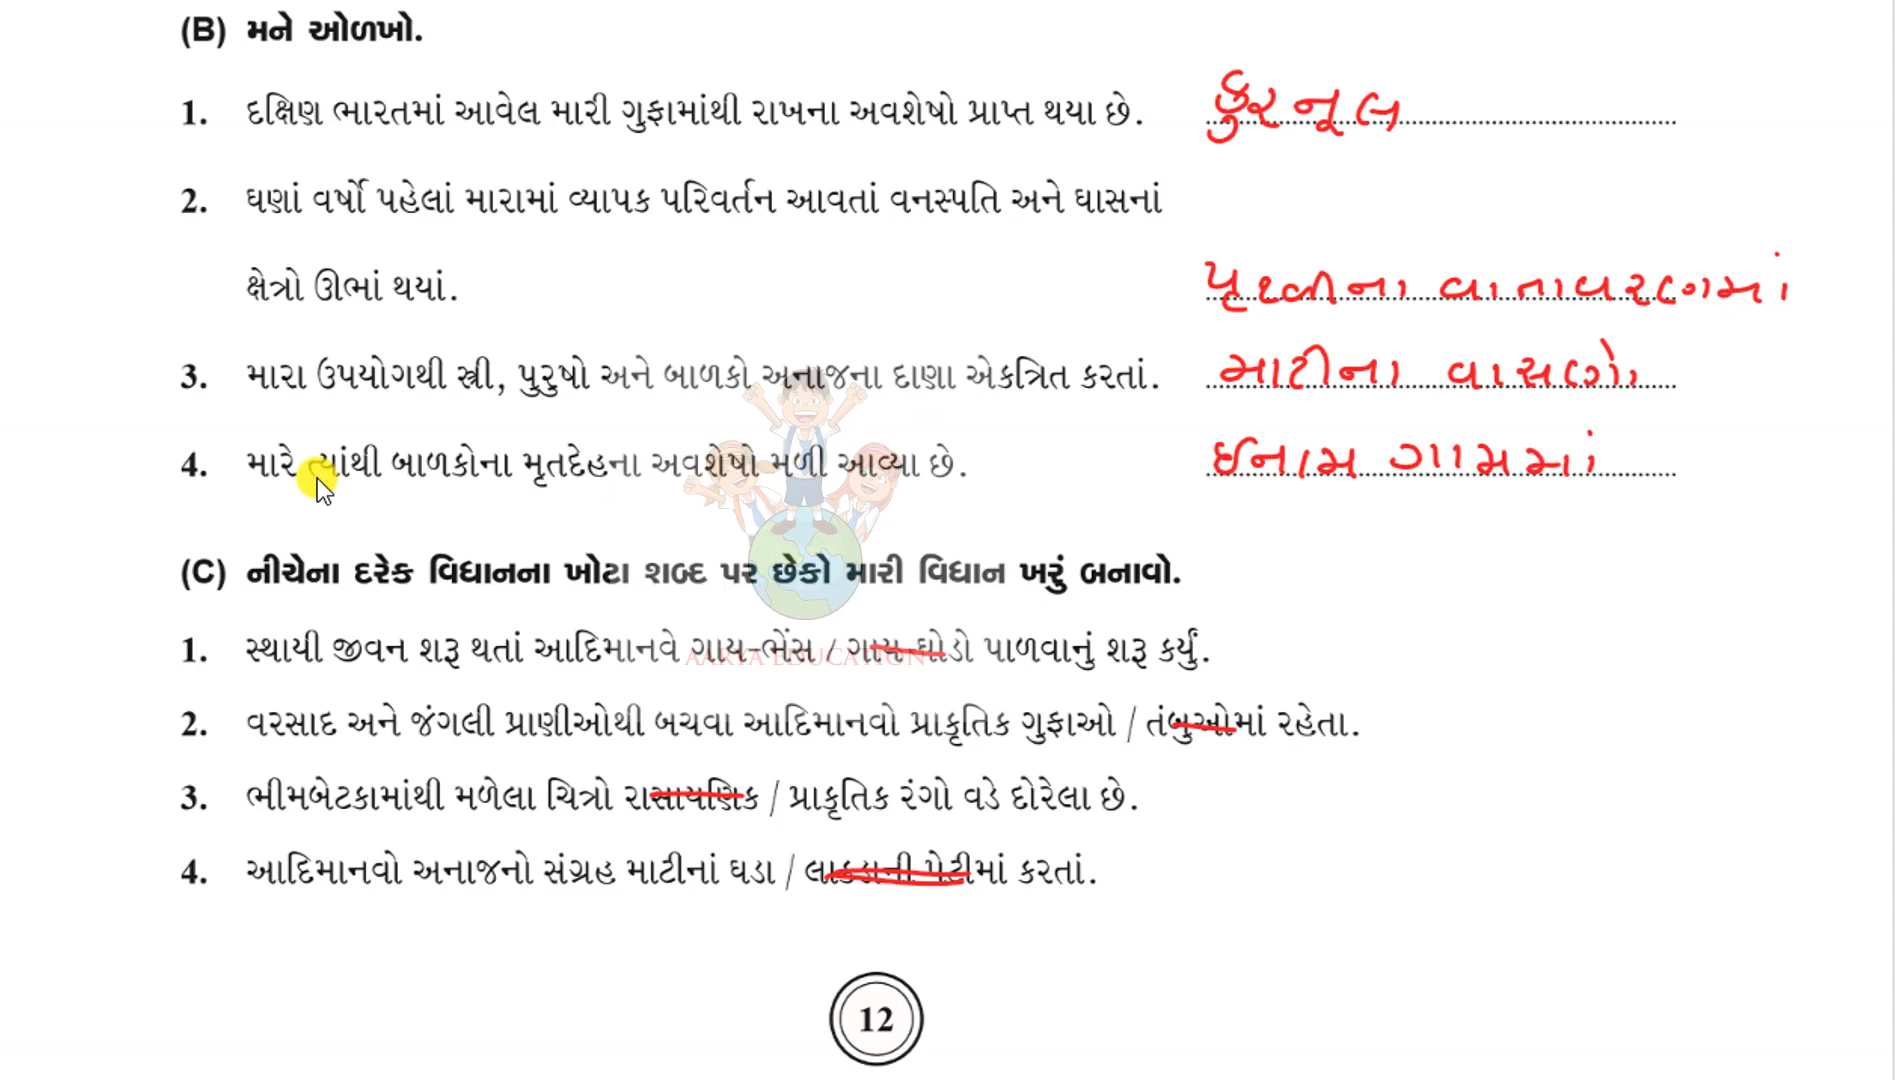 (B) મને ઓળખો.
1. દક્ષિણ ભારતમાં આવેલ મારી ગુફામાંથી રાખના અવશેષો પ્રાપ્ત થયા છે. કુરનૂલ
2. ઘણાં વર્ષો પહેલાં મારામાં વ્યાપક પરિવર્તન આવતાં વનસ્પતિ અને ઘાસનાં
ક્ષેત્રો ઊભાં થયાં. પૃથ્વીના વાતાવરણમાં
3. મારા ઉપયોગથી સ્ત્રી, પુરુષો અને બાળકો અનાજના દાણા એકત્રિત કરતાં. માટીના વાસણો
4. મારે ત્યાંથી બાળકોના મૃતદેહના અવશેષો મળી આવ્યા છે. ઈનામ ગામમાં
(C) નીચેના દરેક વિધાનના ખોટા શબ્દ પર છેકો મારી વિધાન ખરું બનાવો.
1. સ્થાયી જીવન શરૂ થતાં આદિમાનવે ગાય-ભેંસ / ગાય-ઘોડો પાળવાનું શરૂ કર્યું.
AARYA EDUCATION
2. વરસાદ અને જંગલી પ્રાણીઓથી બચવા આદિમાનવો પ્રાકૃતિક ગુફાઓ / તંબુઓમાં રહેતા.
3. ભીમબેટકામાંથી મળેલા ચિત્રો રાસાયણિક / પ્રાકૃતિક રંગો વડે દોરેલા છે.
4. આદિમાનવો અનાજનો સંગ્રહ માટીનાં ઘડા / લાકડાની પેટીમાં કરતાં.
12